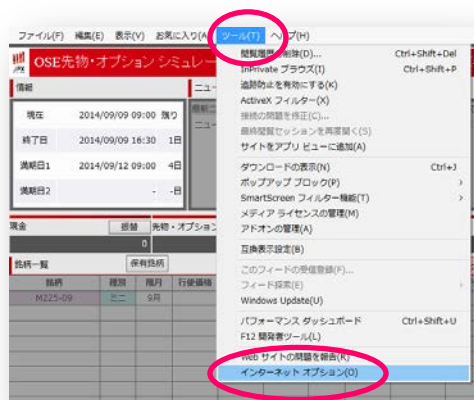 ファイル(F) 編集(E) 表示(V) お気に入り(A) ツール(T) ヘルプ(H)
OSE先物・オプション シミュレー
情報
ニュー
現在 2014/09/09 09:00 残り
終了日 2014/09/09 16:30 1日
満期日1 2014/09/12 09:00 4日
満期日2 - -日
現金 振替 先物・オプション
0
銘柄一覧 保有銘柄
銘柄 種別 限月 行使価格
M225-09 ミニ 9月
閲覧履歴の削除(D)... Ctrl+Shift+Del
InPrivate ブラウズ(I) Ctrl+Shift+P
追跡防止を有効にする(K)
ActiveX フィルター(X)
接続の問題を修正(C)...
最終閲覧セッションを再度開く(S)
サイトをアプリ ビューに追加(A)
ダウンロードの表示(N) Ctrl+J
ポップアップ ブロック(P)
SmartScreen フィルター機能(T)
メディア ライセンスの管理(M)
アドオンの管理(A)
互換表示設定(B)
このフィードの受信登録(F)...
フィード探索(E)
Windows Update(U)
パフォーマンス ダッシュボード Ctrl+Shift+U
F12 開発者ツール(L)
Web サイトの問題を報告(R)
インターネット オプション(O)